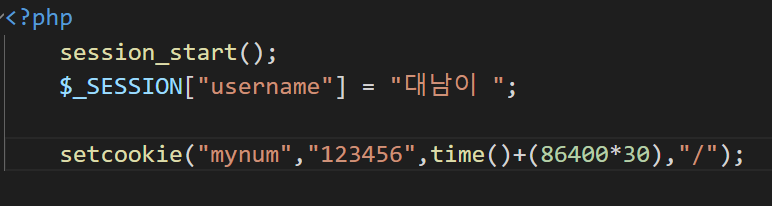 <?php
session_start();
$_SESSION["username"] = "대남이 ";
setcookie("mynum","123456",time()+(86400*30),"/");